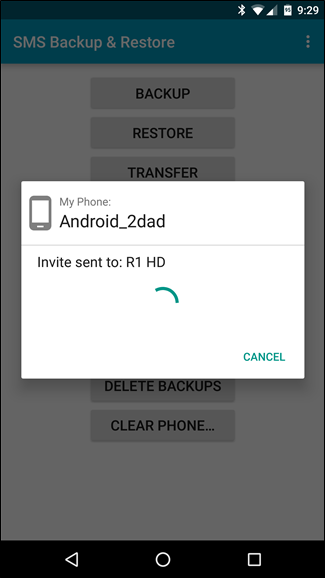 9:29
SMS Backup & Restore
BACKUP
RESTORE
TRANSFER
My Phone:
Android_2dad
Invite sent to: R1 HD
CANCEL
DELETE BACKUPS
CLEAR PHONE...